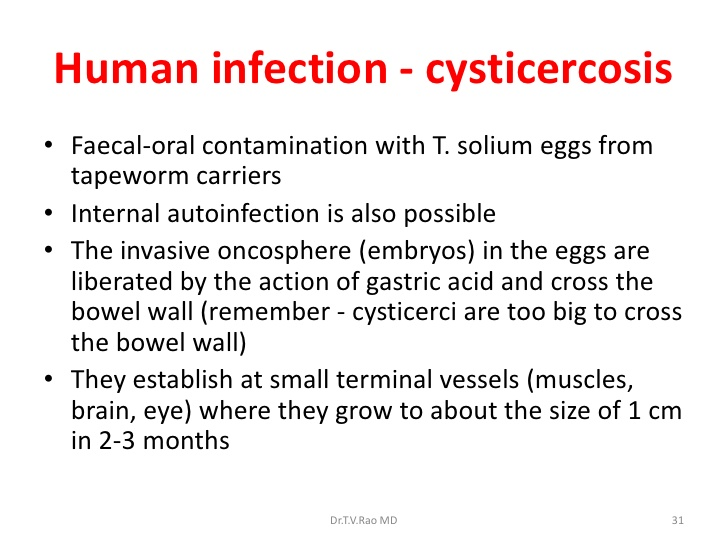 Human infection - cysticercosis
• Faecal-oral contamination with T. solium eggs from
tapeworm carriers
• Internal autoinfection is also possible
• The invasive oncosphere (embryos) in the eggs are
liberated by the action of gastric acid and cross the
bowel wall (remember - cysticerci are too big to cross
the bowel wall)
• They establish at small terminal vessels (muscles,
brain, eye) where they grow to about the size of 1 cm
in 2-3 months
Dr.T.V.Rao MD
31